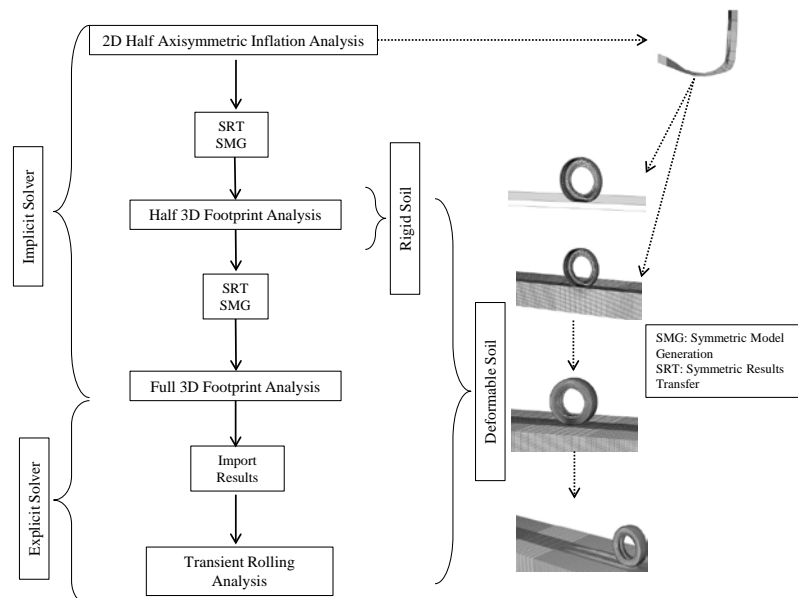 2D Half Axisymmetric Inflation Analysis
SRT
SMG
Half 3D Footprint Analysis
SRT
SMG
Full 3D Footprint Analysis
Import
Results
Transient Rolling
Analysis
Implicit Solver
Explicit Solver
Rigid Soil
Deformable Soil
SMG: Symmetric Model
Generation
SRT: Symmetric Results
Transfer